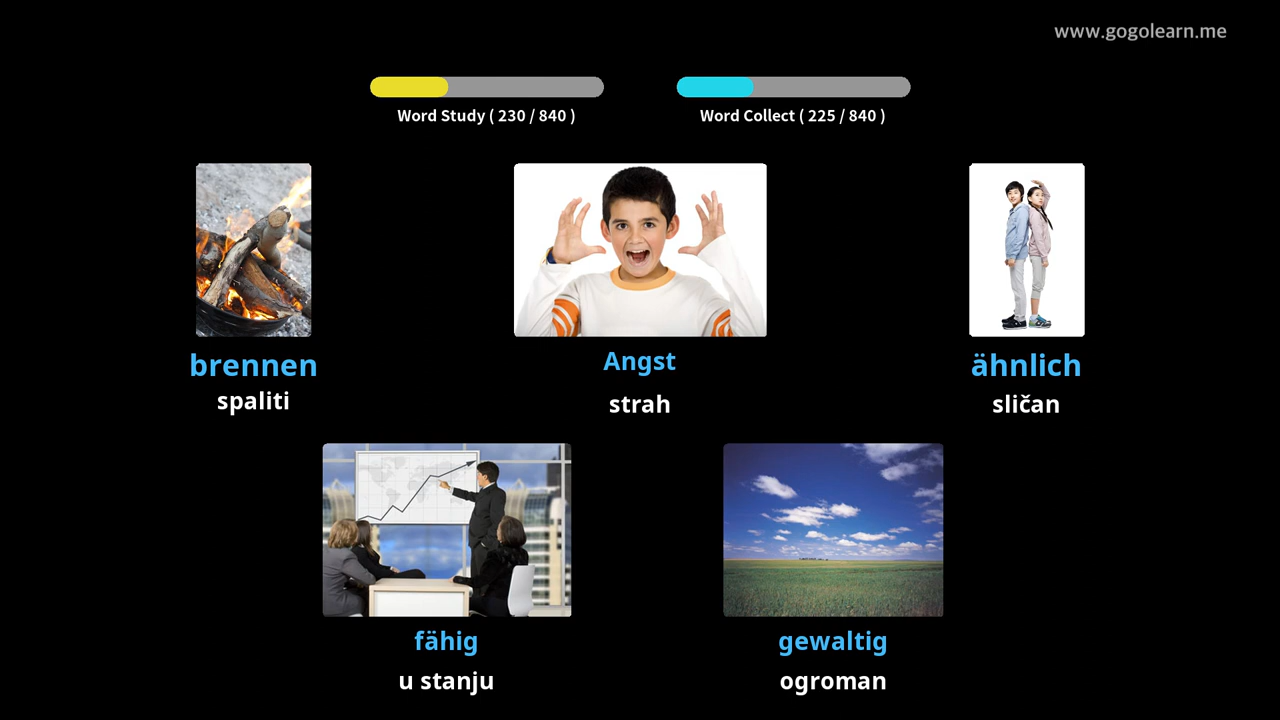 www.gogolearn.me
Word Study ( 230 / 840 )
Word Collect ( 225 / 840 )
brennen
spaliti
Angst
strah
ähnlich
sličan
fähig
u stanju
gewaltig
ogroman